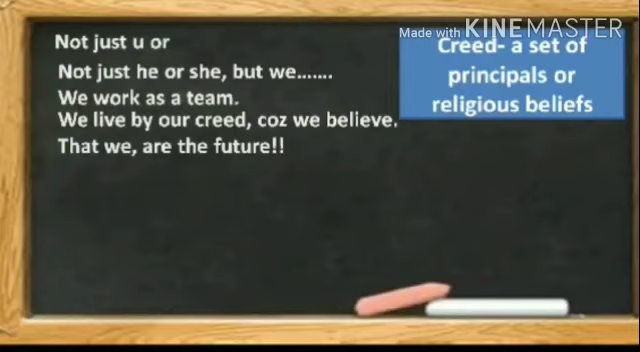 Made with KINEMASTER
Not just u or
Not just he or she, but we.......
We work as a team.
We live by our creed, coz we believe.
That we, are the future!!
Creed- a set of
principals or
religious beliefs